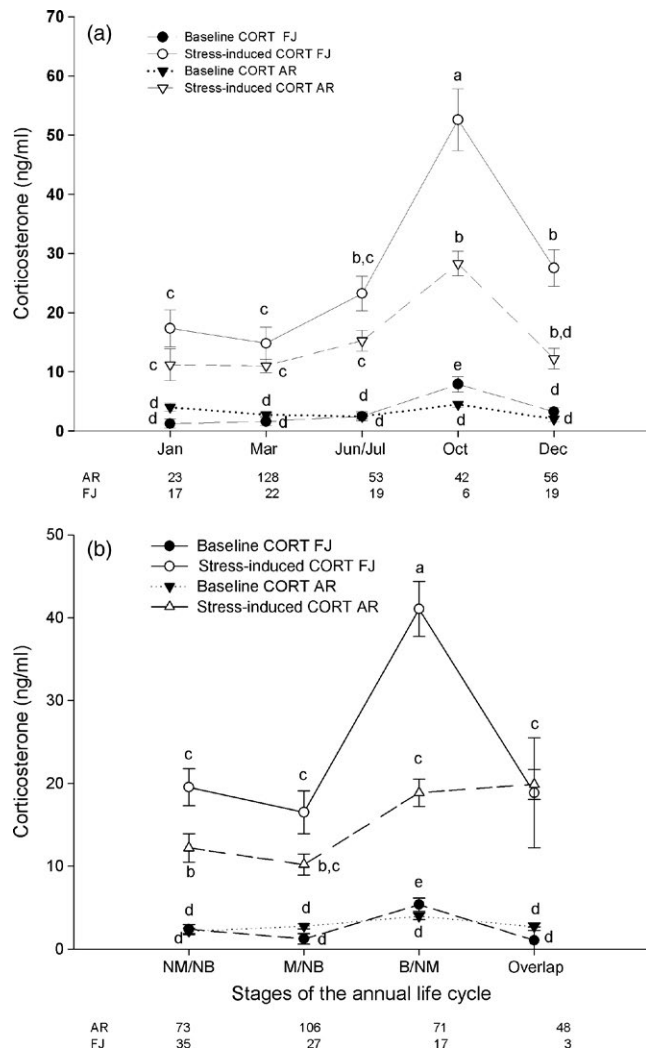 (a)
Baseline CORT FJ
Stress-induced CORT FJ
Baseline CORT AR
Stress-induced CORT AR
Corticosterone (ng/ml)
70
60
50
40
30
20
10
0
a
b
b
b,c
c
c
b,d
c
c
c
e
d
d
d
d
d
d
d
d
d
Jan Mar Jun/Jul Oct Dec
AR 23 128 53 42 56
FJ 17 22 19 6 19
(b)
Baseline CORT FJ
Stress-induced CORT FJ
Baseline CORT AR
Stress-induced CORT AR
Corticosterone (ng/ml)
50
40
30
20
10
0
a
c
c
c
c
b
b,c
e
d
d
d
d
d
d
d
NM/NB M/NB B/NM Overlap
Stages of the annual life cycle
AR 73 106 71 48
FJ 35 27 17 3